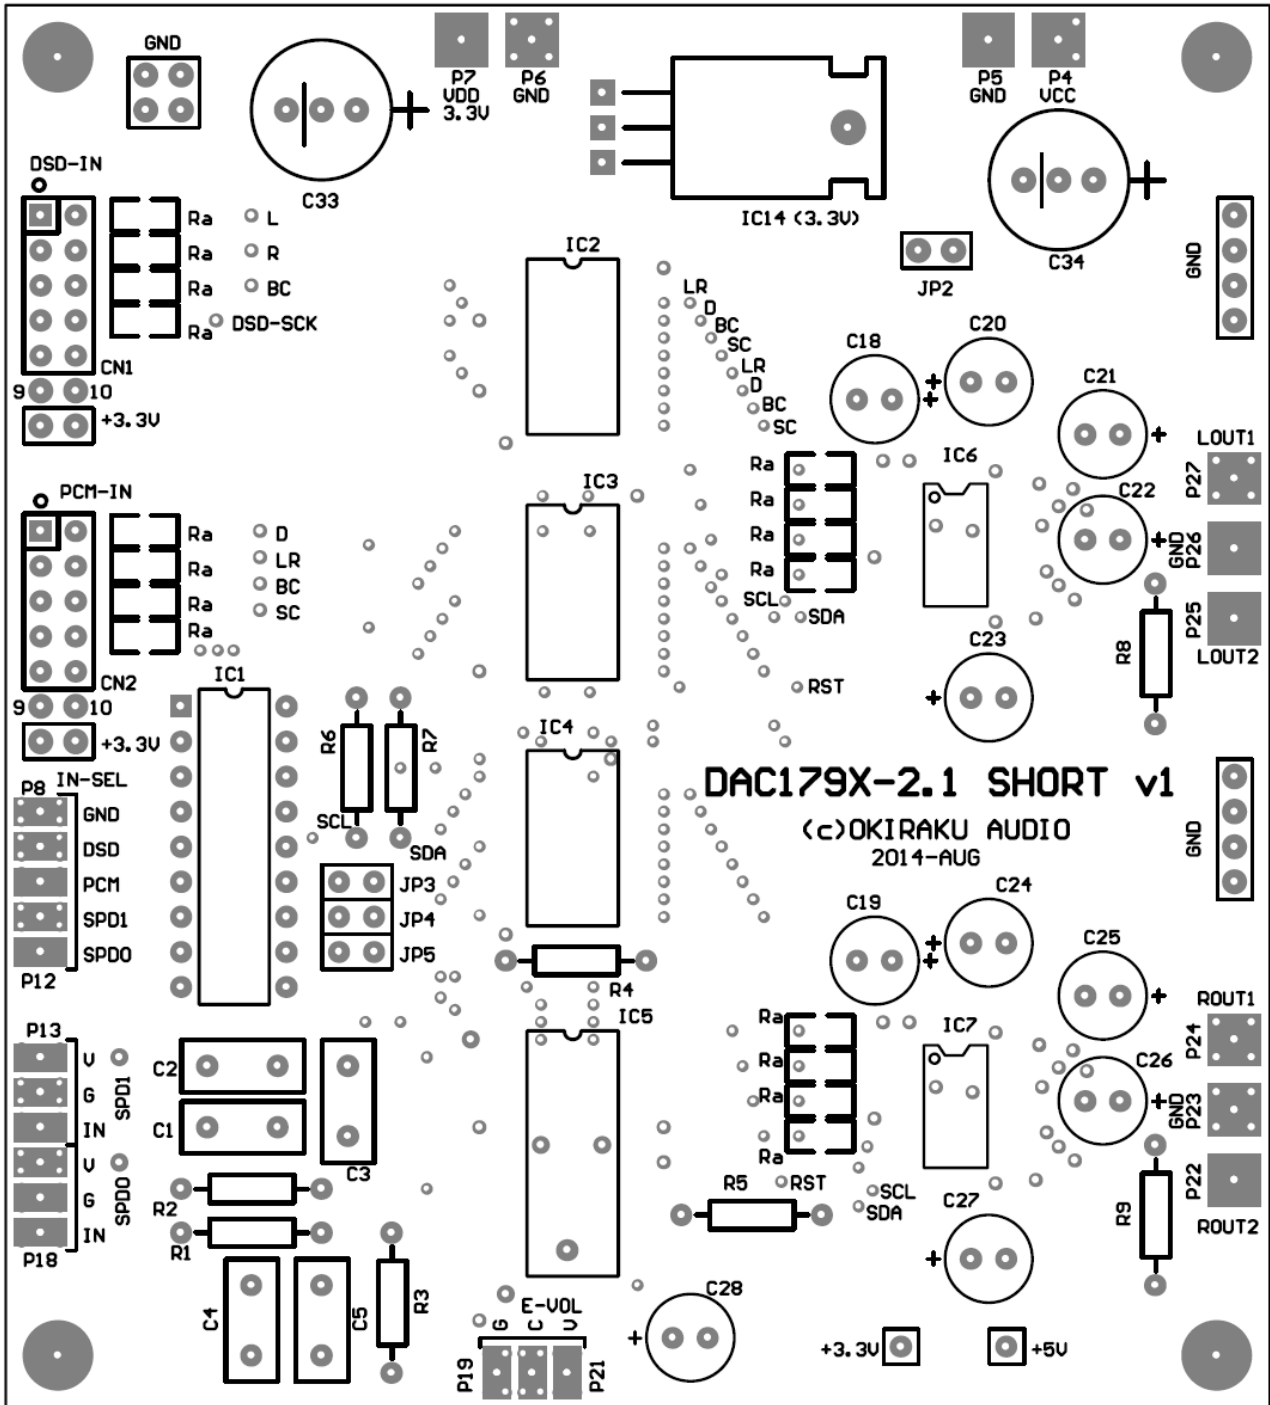 GND
P7
VDD
3.3V
P6
GND
P5
GND
P4
VCC
DSD-IN
C33
IC14 (3.3V)
C34
GND
JP2
Ra
L
Ra
R
Ra
BC
Ra
DSD-SCK
CN1
9
10
+3.3V
IC2
LR
D
BC
SC
LR
D
BC
SC
C18
C20
C21
LOUT1
P27
IC6
C22
GND
P26
P25
LOUT2
PCM-IN
Ra
D
LR
Ra
BC
Ra
SC
Ra
CN2
9
10
+3.3V
IC3
Ra
Ra
Ra
Ra
SCL
SDA
RST
C23
R8
IC1
R6
R7
SCL
SDA
IC4
DAC179X-2.1 SHORT v1
(c)OKIRAKU AUDIO
2014-AUG
GND
P8
IN-SEL
GND
DSD
PCM
SPD1
SPD0
P12
JP3
JP4
JP5
R4
C19
C24
C25
ROUT1
P24
IC5
IC7
C26
GND
P23
P22
ROUT2
P13
V
G
IN
SPD1
V
G
IN
SPD0
P18
C2
C1
C3
R2
R1
C4
C5
R3
Ra
Ra
Ra
Ra
R5
RST
SCL
SDA
C27
R9
E-VOL
G
C
V
P19
P21
C28
+3.3V
+5V